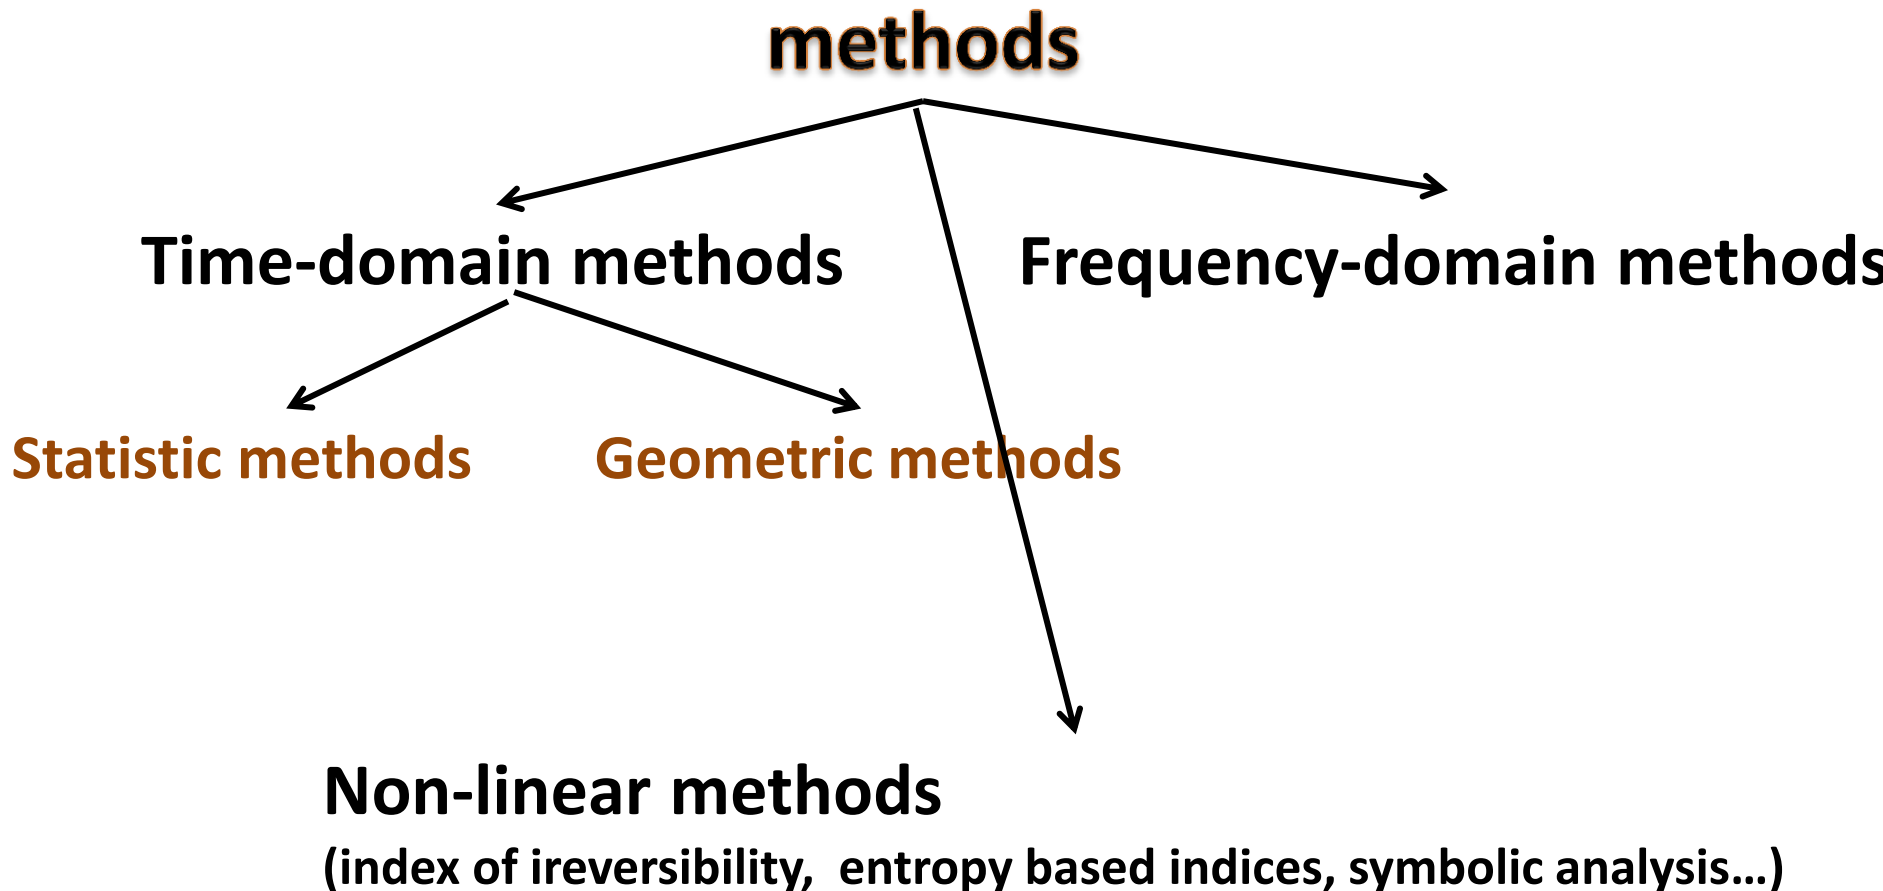 methods
Time-domain methods
Frequency-domain methods
Statistic methods
Geometric methods
Non-linear methods
(index of ireversibility, entropy based indices, symbolic analysis...)